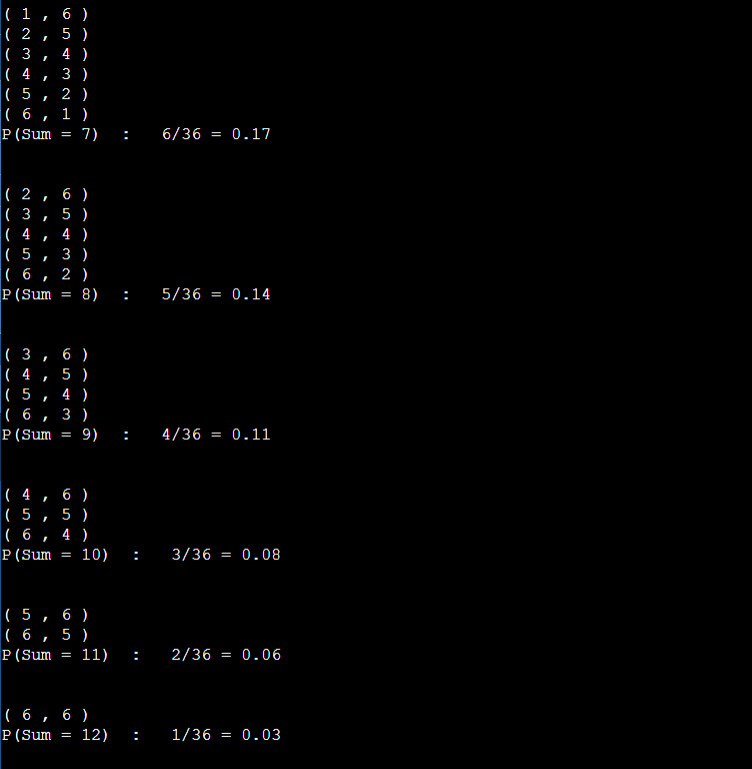 ( 1 , 6 )
( 2 , 5 )
( 3 , 4 )
( 4 , 3 )
( 5 , 2 )
( 6 , 1 )
P(Sum = 7)  :   6/36 = 0.17
( 2 , 6 )
( 3 , 5 )
( 4 , 4 )
( 5 , 3 )
( 6 , 2 )
P(Sum = 8)  :   5/36 = 0.14
( 3 , 6 )
( 4 , 5 )
( 5 , 4 )
( 6 , 3 )
P(Sum = 9)  :   4/36 = 0.11
( 4 , 6 )
( 5 , 5 )
( 6 , 4 )
P(Sum = 10)  :   3/36 = 0.08
( 5 , 6 )
( 6 , 5 )
P(Sum = 11)  :   2/36 = 0.06
( 6 , 6 )
P(Sum = 12)  :   1/36 = 0.03